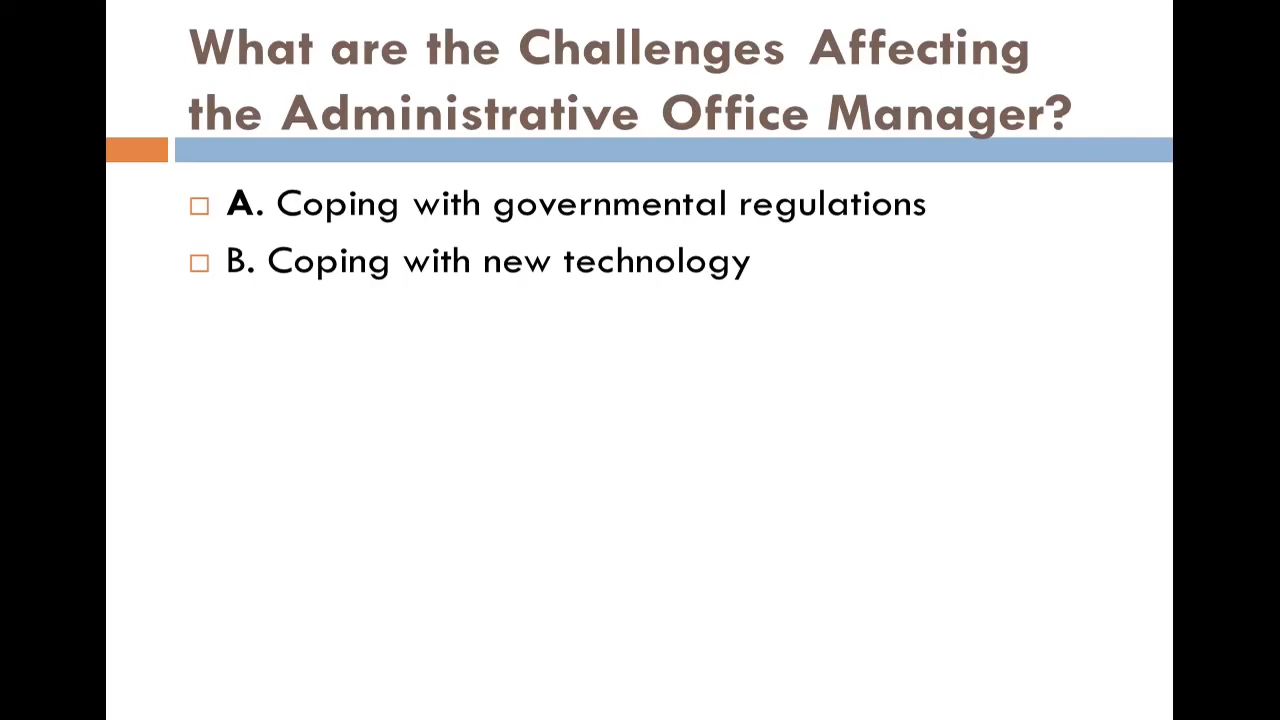 What are the Challenges Affecting
the Administrative Office Manager?
A. Coping with governmental regulations
B. Coping with new technology